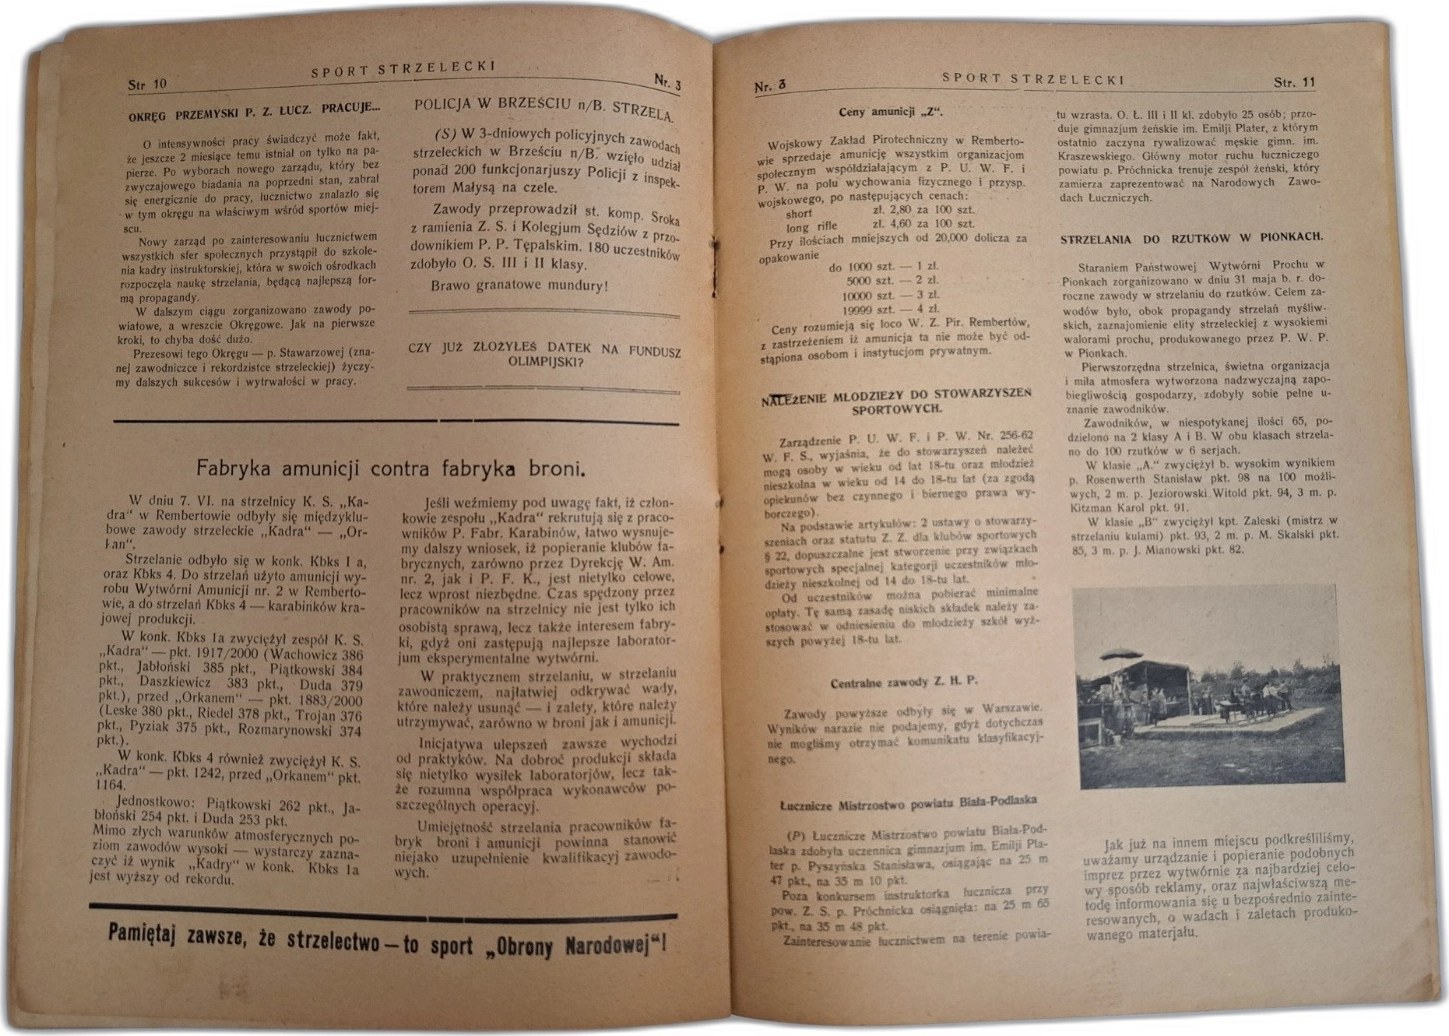 Str 10
SPORT STRZELECKI
Nr. 3
OKRĘG PRZEMYSKI P. Z. ŁUCZ. PRACUJE...
O intensywności pracy świadczyć może fakt,
że jeszcze 2 miesiące temu istniał on tylko na pa-
pierze. Po wyborach nowego zarządu, który bez
zwyczajowego biadania na poprzedni stan, zabrał
się energicznie do pracy, łucznictwo znalazło się
w tym okręgu na właściwym wśród sportów miej-
scu.
Nowy zarząd po zainteresowaniu łucznictwem
wszystkich sfer społecznych przystąpił do szkole-
nia kadry instruktorskiej, która w swoich ośrodkach
rozpoczęła naukę strzelania, będącą najlepszą for-
mą propagandy.
W dalszym ciągu zorganizowano zawody po-
wiatowe, a wreszcie Okręgowe. Jak na pierwsze
kroki, to chyba dość dużo.
Prezesowi tego Okręgu — p. Stawarzowej (zna-
nej zawodniczce i rekordzistce strzeleckiej) życzy-
my dalszych sukcesów i wytrwałości w pracy.
POLICJA W BRZEŚCIU n/B. STRZELA.
(S) W 3-dniowych policyjnych zawodach
strzeleckich w Brześciu n/B. wzięło udział
ponad 200 funkcjonarjuszy Policji z inspek-
torem Małysą na czele.
Zawody przeprowadził st. komp. Sroka
z ramienia Z. S. i Kolegjum Sędziów z przo-
downikiem P. P. Tępalskim. 180 uczestników
zdobyło O. S. III i II klasy.
Brawo granatowe mundury!
CZY JUŻ ZŁOŻYŁEŚ DATEK NA FUNDUSZ
OLIMPIJSKI?
Fabryka amunicji contra fabryka broni.
W dniu 7. VI. na strzelnicy K. S. „Ka-
dra" w Rembertowie odbyły się międzyklu-
bowe zawody strzeleckie „Kadra" — „Or-
kan".
Strzelanie odbyło się w konk. Kbks I a,
oraz Kbks 4. Do strzelań użyto amunicji wy-
robu Wytwórni Amunicji nr. 2 w Remberto-
wie, a do strzelań Kbks 4 — karabinków kra-
jowej produkcji.
W konk. Kbks 1a zwyciężył zespół K. S.
„Kadra" — pkt. 1917/2000 (Wachowicz 386
pkt., Jabłoński 385 pkt., Piątkowski 384
pkt., Daszkiewicz 383 pkt., Duda 379
pkt.), przed „Orkanem" — pkt. 1883/2000
(Leske 380 pkt., Riedel 378 pkt., Trojan 376
pkt., Pyziak 375 pkt., Rozmarynowski 374
pkt.).
W konk. Kbks 4 również zwyciężył K. S.
„Kadra" — pkt. 1242, przed „Orkanem" pkt.
1164.
Jednostkowo: Piątkowski 262 pkt., Ja-
błoński 254 pkt. i Duda 253 pkt.
Mimo złych warunków atmosferycznych po-
ziom zawodów wysoki — wystarczy zazna-
czyć iż wynik „Kadry" w konk. Kbks 1a
jest wyższy od rekordu.
Jeśli weźmiemy pod uwagę fakt, iż człon-
kowie zespołu „Kadra" rekrutują się z praco-
wników P. Fabr. Karabinów, łatwo wysnuje-
my dalszy wniosek, iż popieranie klubów fa-
brycznych, zarówno przez Dyrekcję W. Am.
nr. 2, jak i P. F. K., jest nietylko celowe,
lecz wprost niezbędne. Czas spędzony przez
pracowników na strzelnicy nie jest tylko ich
osobistą sprawą, lecz także interesem fabry-
ki, gdyż oni zastępują najlepsze laborator-
jum eksperymentalne wytwórni.
W praktycznem strzelaniu, w strzelaniu
zawodniczem, najłatwiej odkrywać wady,
które należy usunąć — i zalety, które należy
utrzymywać, zarówno w broni jak i amunicji.
Inicjatywa ulepszeń zawsze wychodzi
od praktyków. Na dobroć produkcji składa
się nietylko wysiłek laboratorjów, lecz tak-
że rozumna współpraca wykonawców po-
szczególnych operacyj.
Umiejętność strzelania pracowników fa-
bryk broni i amunicji powinna stanowić
niejako uzupełnienie kwalifikacyj zawodo-
wych.
Pamiętaj zawsze, że strzelectwo — to sport „Obrony Narodowej"!
Nr. 3
SPORT STRZELECKI
Str. 11
Ceny amunicji „Z".
Wojskowy Zakład Pirotechniczny w Remberto-
wie sprzedaje amunicję wszystkim organizacjom
społecznym współdziałającym z P. U. W. F. i
P. W. na polu wychowania fizycznego i przysp.
wojskowego, po następujących cenach:
short zł. 2,80 za 100 szt.
long rifle zł. 4,60 za 100 szt.
Przy ilościach mniejszych od 20,000 dolicza za
opakowanie
do 1000 szt. — 1 zł.
5000 szt. — 2 zł.
10000 szt. — 3 zł.
19999 szt. — 4 zł.
Ceny rozumieją się loco W. Z. Pir. Rembertów,
z zastrzeżeniem iż amunicja ta nie może być od-
stąpiona osobom i instytucjom prywatnym.
NALEŻENIE MŁODZIEŻY DO STOWARZYSZEŃ
SPORTOWYCH.
Zarządzenie P. U. W. F. i P. W. Nr. 256-62
W. F. S., wyjaśnia, że do stowarzyszeń należeć
mogą osoby w wieku od lat 18-tu oraz młodzież
nieszkolna w wieku od 14 do 18-tu lat (za zgodą
opiekunów bez czynnego i biernego prawa wy-
borczego).
Na podstawie artykułów: 2 ustawy o stowarzy-
szeniach oraz statutu Z. Z. dla klubów sportowych
§ 22, dopuszczalne jest stworzenie przy związkach
sportowych specjalnej kategorji uczestników mło-
dzieży nieszkolnej od 14 do 18-tu lat.
Od uczestników można pobierać minimalne
opłaty. Tę samą zasadę niskich składek należy za-
stosować w odniesieniu do młodzieży szkół wyż-
szych powyżej 18-tu lat.
Centralne zawody Z. H. P.
Zawody powyższe odbyły się w Warszawie.
Wyników narazie nie podajemy, gdyż dotychczas
nie mogliśmy otrzymać komunikatu klasyfikacyj-
nego.
Łucznicze Mistrzostwo powiatu Biała-Podlaska
(P) Łucznicze Mistrzostwo powiatu Biała-Pod-
laska zdobyła uczennica gimnazjum im. Emilji Pla-
ter p. Pyszyńska Stanisława, osiągając na 25 m
47 pkt., na 35 m 10 pkt.
Poza konkursem instruktorka łucznicza przy
pow. Z. S. p. Próchnicka osiągnęła: na 25 m 65
pkt., na 35 m 48 pkt.
Zainteresowanie łucznictwem na terenie powia-
tu wzrasta. O. Ł. III i II kl. zdobyło 25 osób; przo-
duje gimnazjum żeńskie im. Emilji Plater, z którym
ostatnio zaczyna rywalizować męskie gimn. im.
Kraszewskiego. Główny motor ruchu łuczniczego
powiatu p. Próchnicka trenuje zespół żeński, który
zamierza zaprezentować na Narodowych Zawo-
dach Łuczniczych.
STRZELANIA DO RZUTKÓW W PIONKACH.
Staraniem Państwowej Wytwórni Prochu w
Pionkach zorganizowano w dniu 31 maja b. r. do-
roczne zawody w strzelaniu do rzutków. Celem za-
wodów było, obok propagandy strzelań myśliw-
skich, zaznajomienie elity strzeleckiej z wysokiemi
walorami prochu, produkowanego przez P. W. P.
w Pionkach.
Pierwszorzędna strzelnica, świetna organizacja
i miła atmosfera wytworzona nadzwyczajną zapo-
biegliwością gospodarzy, zdobyły sobie pełne u-
znanie zawodników.
Zawodników, w niespotykanej ilości 65, po-
dzielono na 2 klasy A i B. W obu klasach strzela-
no do 100 rzutków w 6 serjach.
W klasie „A." zwyciężył b. wysokim wynikiem
p. Rosenwerth Stanisław pkt. 98 na 100 możli-
wych, 2 m. p. Jeziorowski Witold pkt. 94, 3 m. p.
Kitzman Karol pkt. 91.
W klasie „B" zwyciężył kpt. Zaleski (mistrz w
strzelaniu kulami) pkt. 93, 2 m. p. M. Skalski pkt.
85, 3 m. p. J. Mianowski pkt. 82.
Jak już na innem miejscu podkreśliliśmy,
uważamy urządzanie i popieranie podobnych
imprez przez wytwórnie za najbardziej celo-
wy sposób reklamy, oraz najwłaściwszą me-
todę informowania się u bezpośrednio zainte-
resowanych, o wadach i zaletach produko-
wanego materjału.